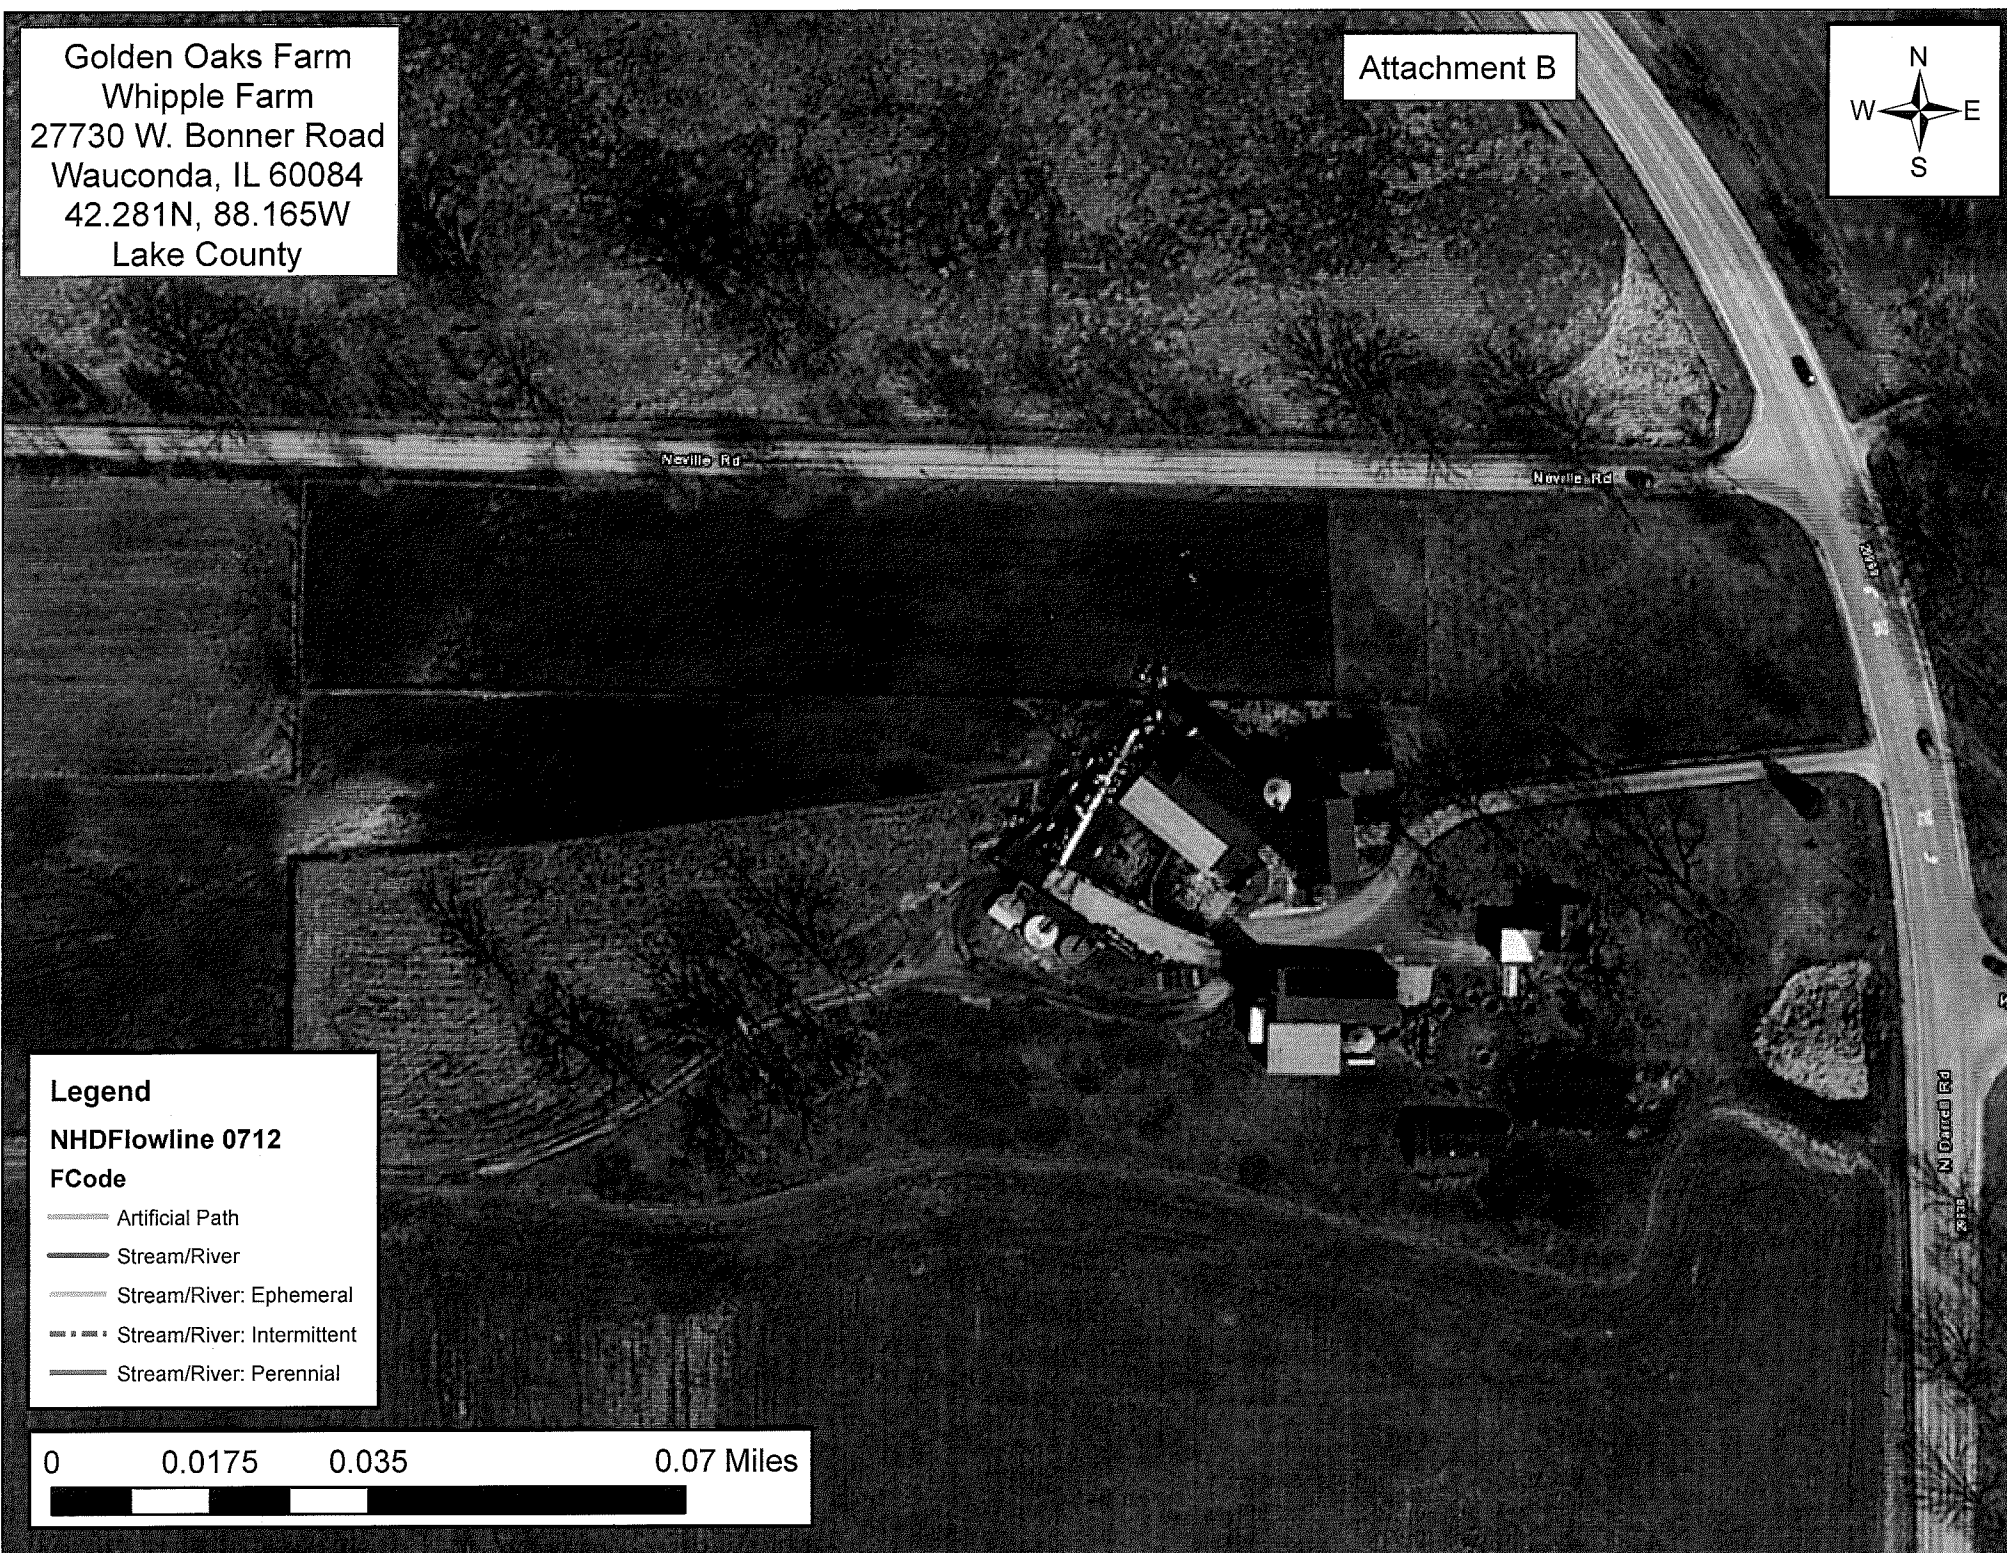 Golden Oaks Farm
Whipple Farm
27730 W. Bonner Road
Wauconda, IL 60084
42.281N, 88.165W
Lake County
Attachment B
N
W E
S
Neville Rd
Neville Rd
N Darrell Rd
Legend
NHDFlowline 0712
FCode
Artificial Path
Stream/River
Stream/River: Ephemeral
Stream/River: Intermittent
Stream/River: Perennial
0 0.0175 0.035 0.07 Miles